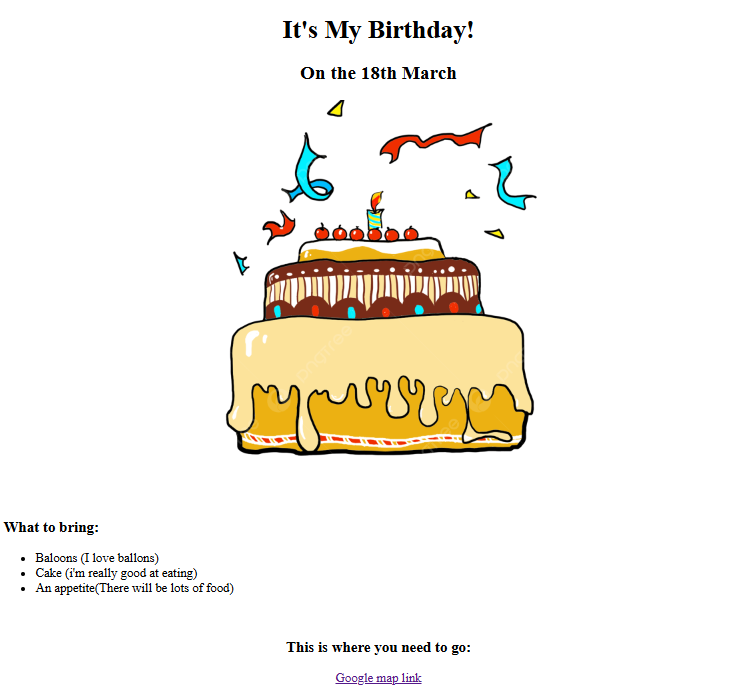 It's My Birthday!
On the 18th March
What to bring:
Baloons (I love ballons)
Cake (i'm really good at eating)
An appetite(There will be lots of food)
This is where you need to go:
Google map link